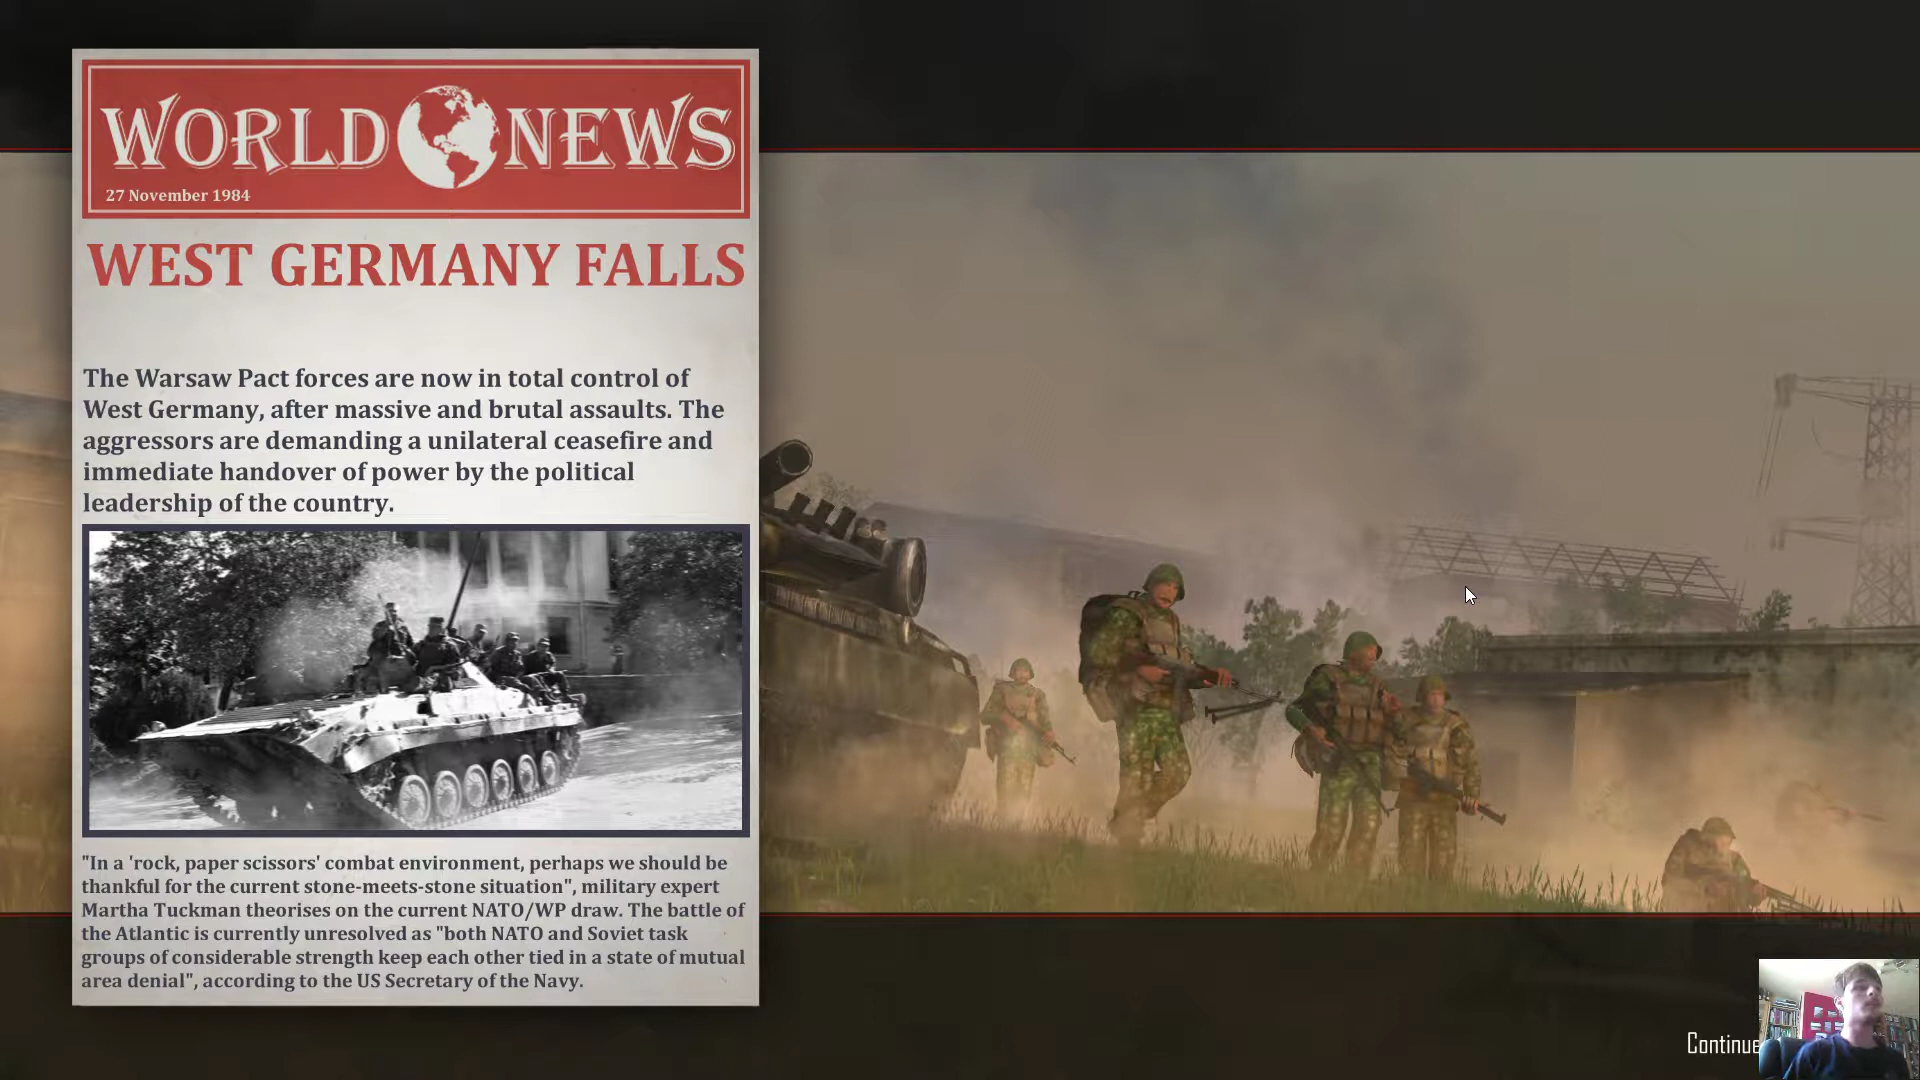 WORLD NEWS
27 November 1984
WEST GERMANY FALLS
The Warsaw Pact forces are now in total control of
West Germany, after massive and brutal assaults. The
aggressors are demanding a unilateral ceasefire and
immediate handover of power by the political
leadership of the country.
"In a 'rock, paper scissors' combat environment, perhaps we should be
thankful for the current stone-meets-stone situation", military expert
Martha Tuckman theorises on the current NATO/WP draw. The battle of
the Atlantic is currently unresolved as "both NATO and Soviet task
groups of considerable strength keep each other tied in a state of mutual
area denial", according to the US Secretary of the Navy.
Continue